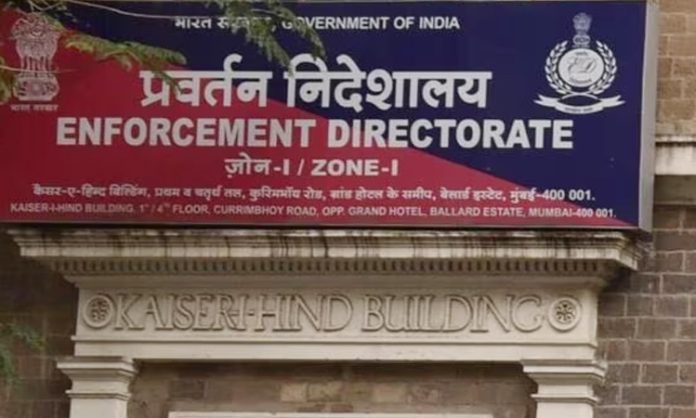 भारत सरकार, GOVERNMENT OF INDIA
प्रवर्तन निदेशालय
ENFORCEMENT DIRECTORATE
ज़ोन-I / ZONE-I
कैसर-ए-हिन्द बिल्डिंग, प्रथम व चतुर्थ तल, कुरिमभॉय रोड, ग्रांड होटल के समीप, बेलार्ड इस्टेट, मुंबई-400 001.
KAISER-I-HIND BUILDING, 1st / 4th FLOOR, CURRIMBHOY ROAD, OPP. GRAND HOTEL, BALLARD ESTATE, MUMBAI-400 001.
भारत सरकार
KAISER-I-HIND BUILDING